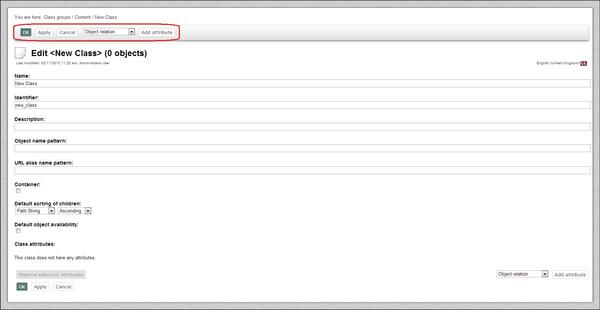 You are here: Class groups / Content / New Class
OK Apply Cancel Object relation Add attribute
Edit <New Class> (0 objects)
Last modified: 02/11/2012 11:22 am, Administrator User English (United Kingdom)
Name:
New Class
Identifier:
new_class
Description:
Object name pattern:
URL alias name pattern:
Container:
Default sorting of children:
Path String Ascending
Default object availability:
Class attributes:
This class does not have any attributes.
Remove selected attributes Object relation Add attribute
OK Apply Cancel